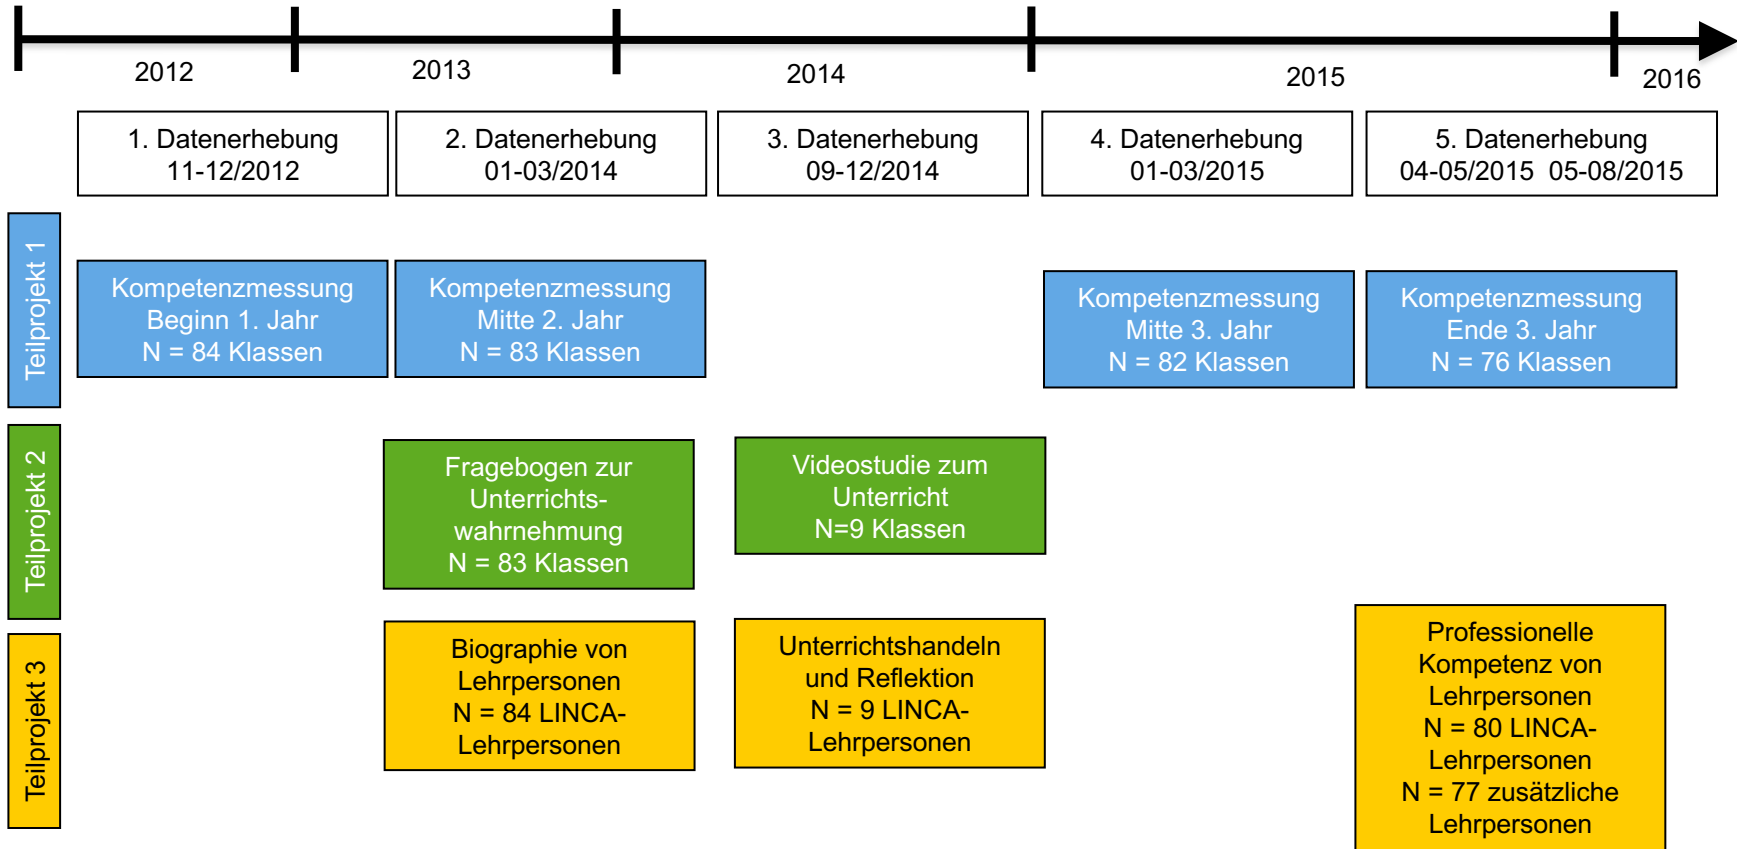 2012
2013
2014
2015
2016
1. Datenerhebung
11-12/2012
2. Datenerhebung
01-03/2014
3. Datenerhebung
09-12/2014
4. Datenerhebung
01-03/2015
5. Datenerhebung
04-05/2015  05-08/2015
Teilprojekt 1
Kompetenzmessung
Beginn 1. Jahr
N = 84 Klassen
Kompetenzmessung
Mitte 2. Jahr
N = 83 Klassen
Kompetenzmessung
Mitte 3. Jahr
N = 82 Klassen
Kompetenzmessung
Ende 3. Jahr
N = 76 Klassen
Teilprojekt 2
Fragebogen zur
Unterrichts-
wahrnehmung
N = 83 Klassen
Videostudie zum
Unterricht
N=9 Klassen
Teilprojekt 3
Biographie von
Lehrpersonen
N = 84 LINCA-
Lehrpersonen
Unterrichtshandeln
und Reflektion
N = 9 LINCA-
Lehrpersonen
Professionelle
Kompetenz von
Lehrpersonen
N = 80 LINCA-
Lehrpersonen
N = 77 zusätzliche
Lehrpersonen